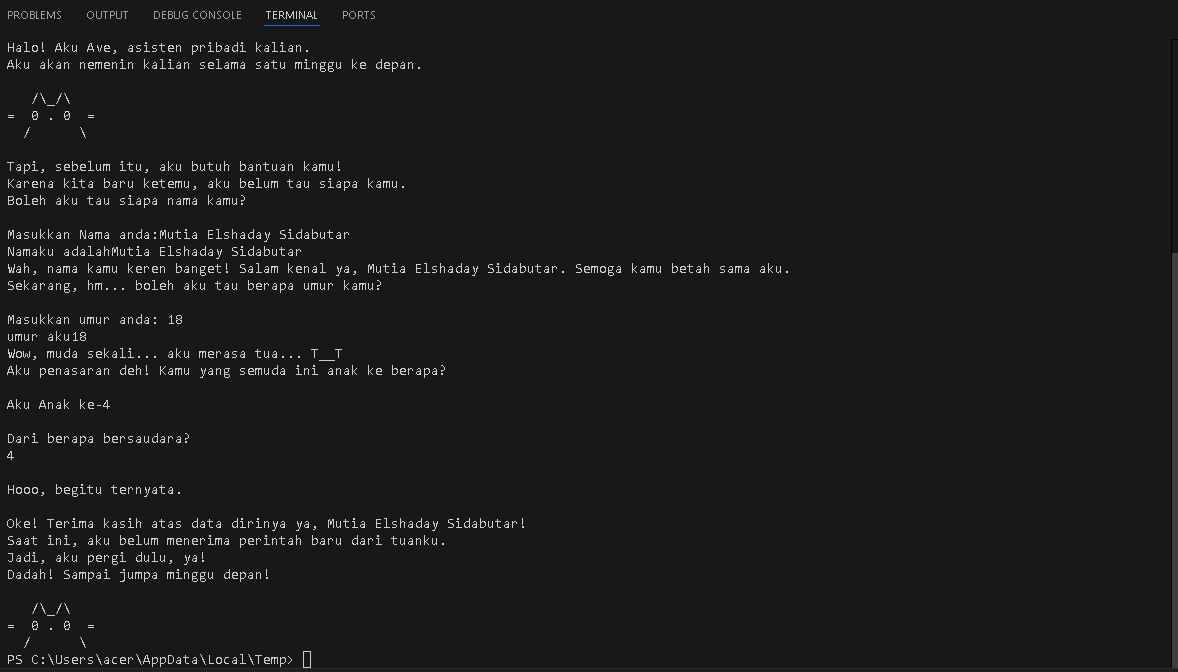 PROBLEMS OUTPUT DEBUG CONSOLE TERMINAL PORTS
Halo! Aku Ave, asisten pribadi kalian.
Aku akan nemenin kalian selama satu minggu ke depan.
   /\_/\
=  0 . 0  =
  /      \
Tapi, sebelum itu, aku butuh bantuan kamu!
Karena kita baru ketemu, aku belum tau siapa kamu.
Boleh aku tau siapa nama kamu?
Masukkan Nama anda:Mutia Elshaday Sidabutar
Namaku adalahMutia Elshaday Sidabutar
Wah, nama kamu keren banget! Salam kenal ya, Mutia Elshaday Sidabutar. Semoga kamu betah sama aku.
Sekarang, hm... boleh aku tau berapa umur kamu?
Masukkan umur anda: 18
umur aku18
Wow, muda sekali... aku merasa tua... T__T
Aku penasaran deh! Kamu yang semuda ini anak ke berapa?
Aku Anak ke-4
Dari berapa bersaudara?
4
Hooo, begitu ternyata.
Oke! Terima kasih atas data dirinya ya, Mutia Elshaday Sidabutar!
Saat ini, aku belum menerima perintah baru dari tuanku.
Jadi, aku pergi dulu, ya!
Dadah! Sampai jumpa minggu depan!
   /\_/\
=  0 . 0  =
  /      \
PS C:\Users\acer\AppData\Local\Temp>